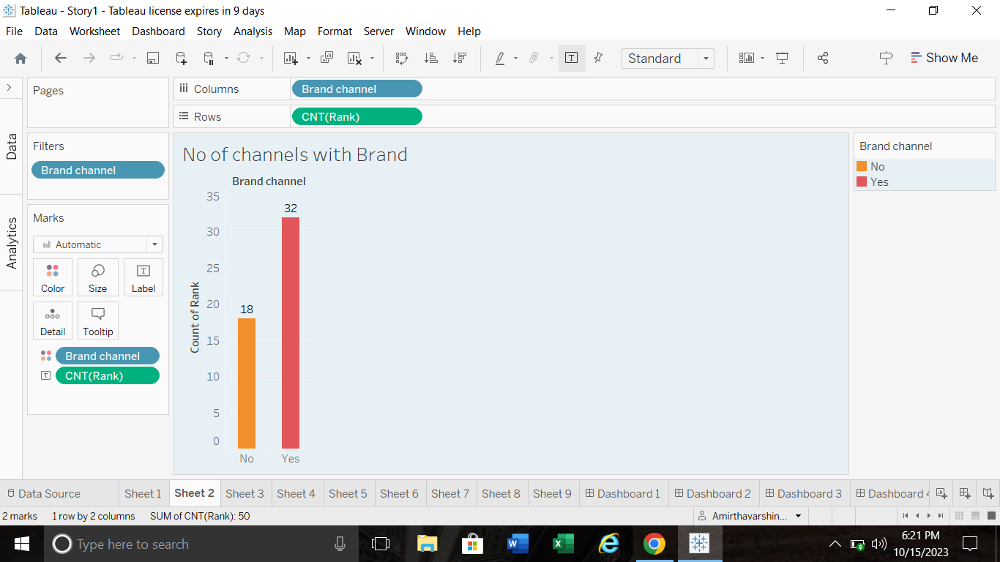 Tableau - Story1 - Tableau license expires in 9 days
File Data Worksheet Dashboard Story Analysis Map Format Server Window Help
Standard
Show Me
Pages
iii Columns
Brand channel
Rows
CNT(Rank)
Data
Analytics
Filters
Brand channel
Marks
Automatic
Color Size Label
Detail Tooltip
Brand channel
CNT(Rank)
No of channels with Brand
Brand channel
Count of Rank
35
30
25
20
15
10
5
0
18
32
No Yes
Brand channel
No
Yes
Data Source Sheet 1 Sheet 2 Sheet 3 Sheet 4 Sheet 5 Sheet 6 Sheet 7 Sheet 8 Sheet 9 Dashboard 1 Dashboard 2 Dashboard 3 Dashboard
2 marks 1 row by 2 columns SUM of CNT(Rank): 50 Amirthavarshin...
Type here to search
6:21 PM
10/15/2023